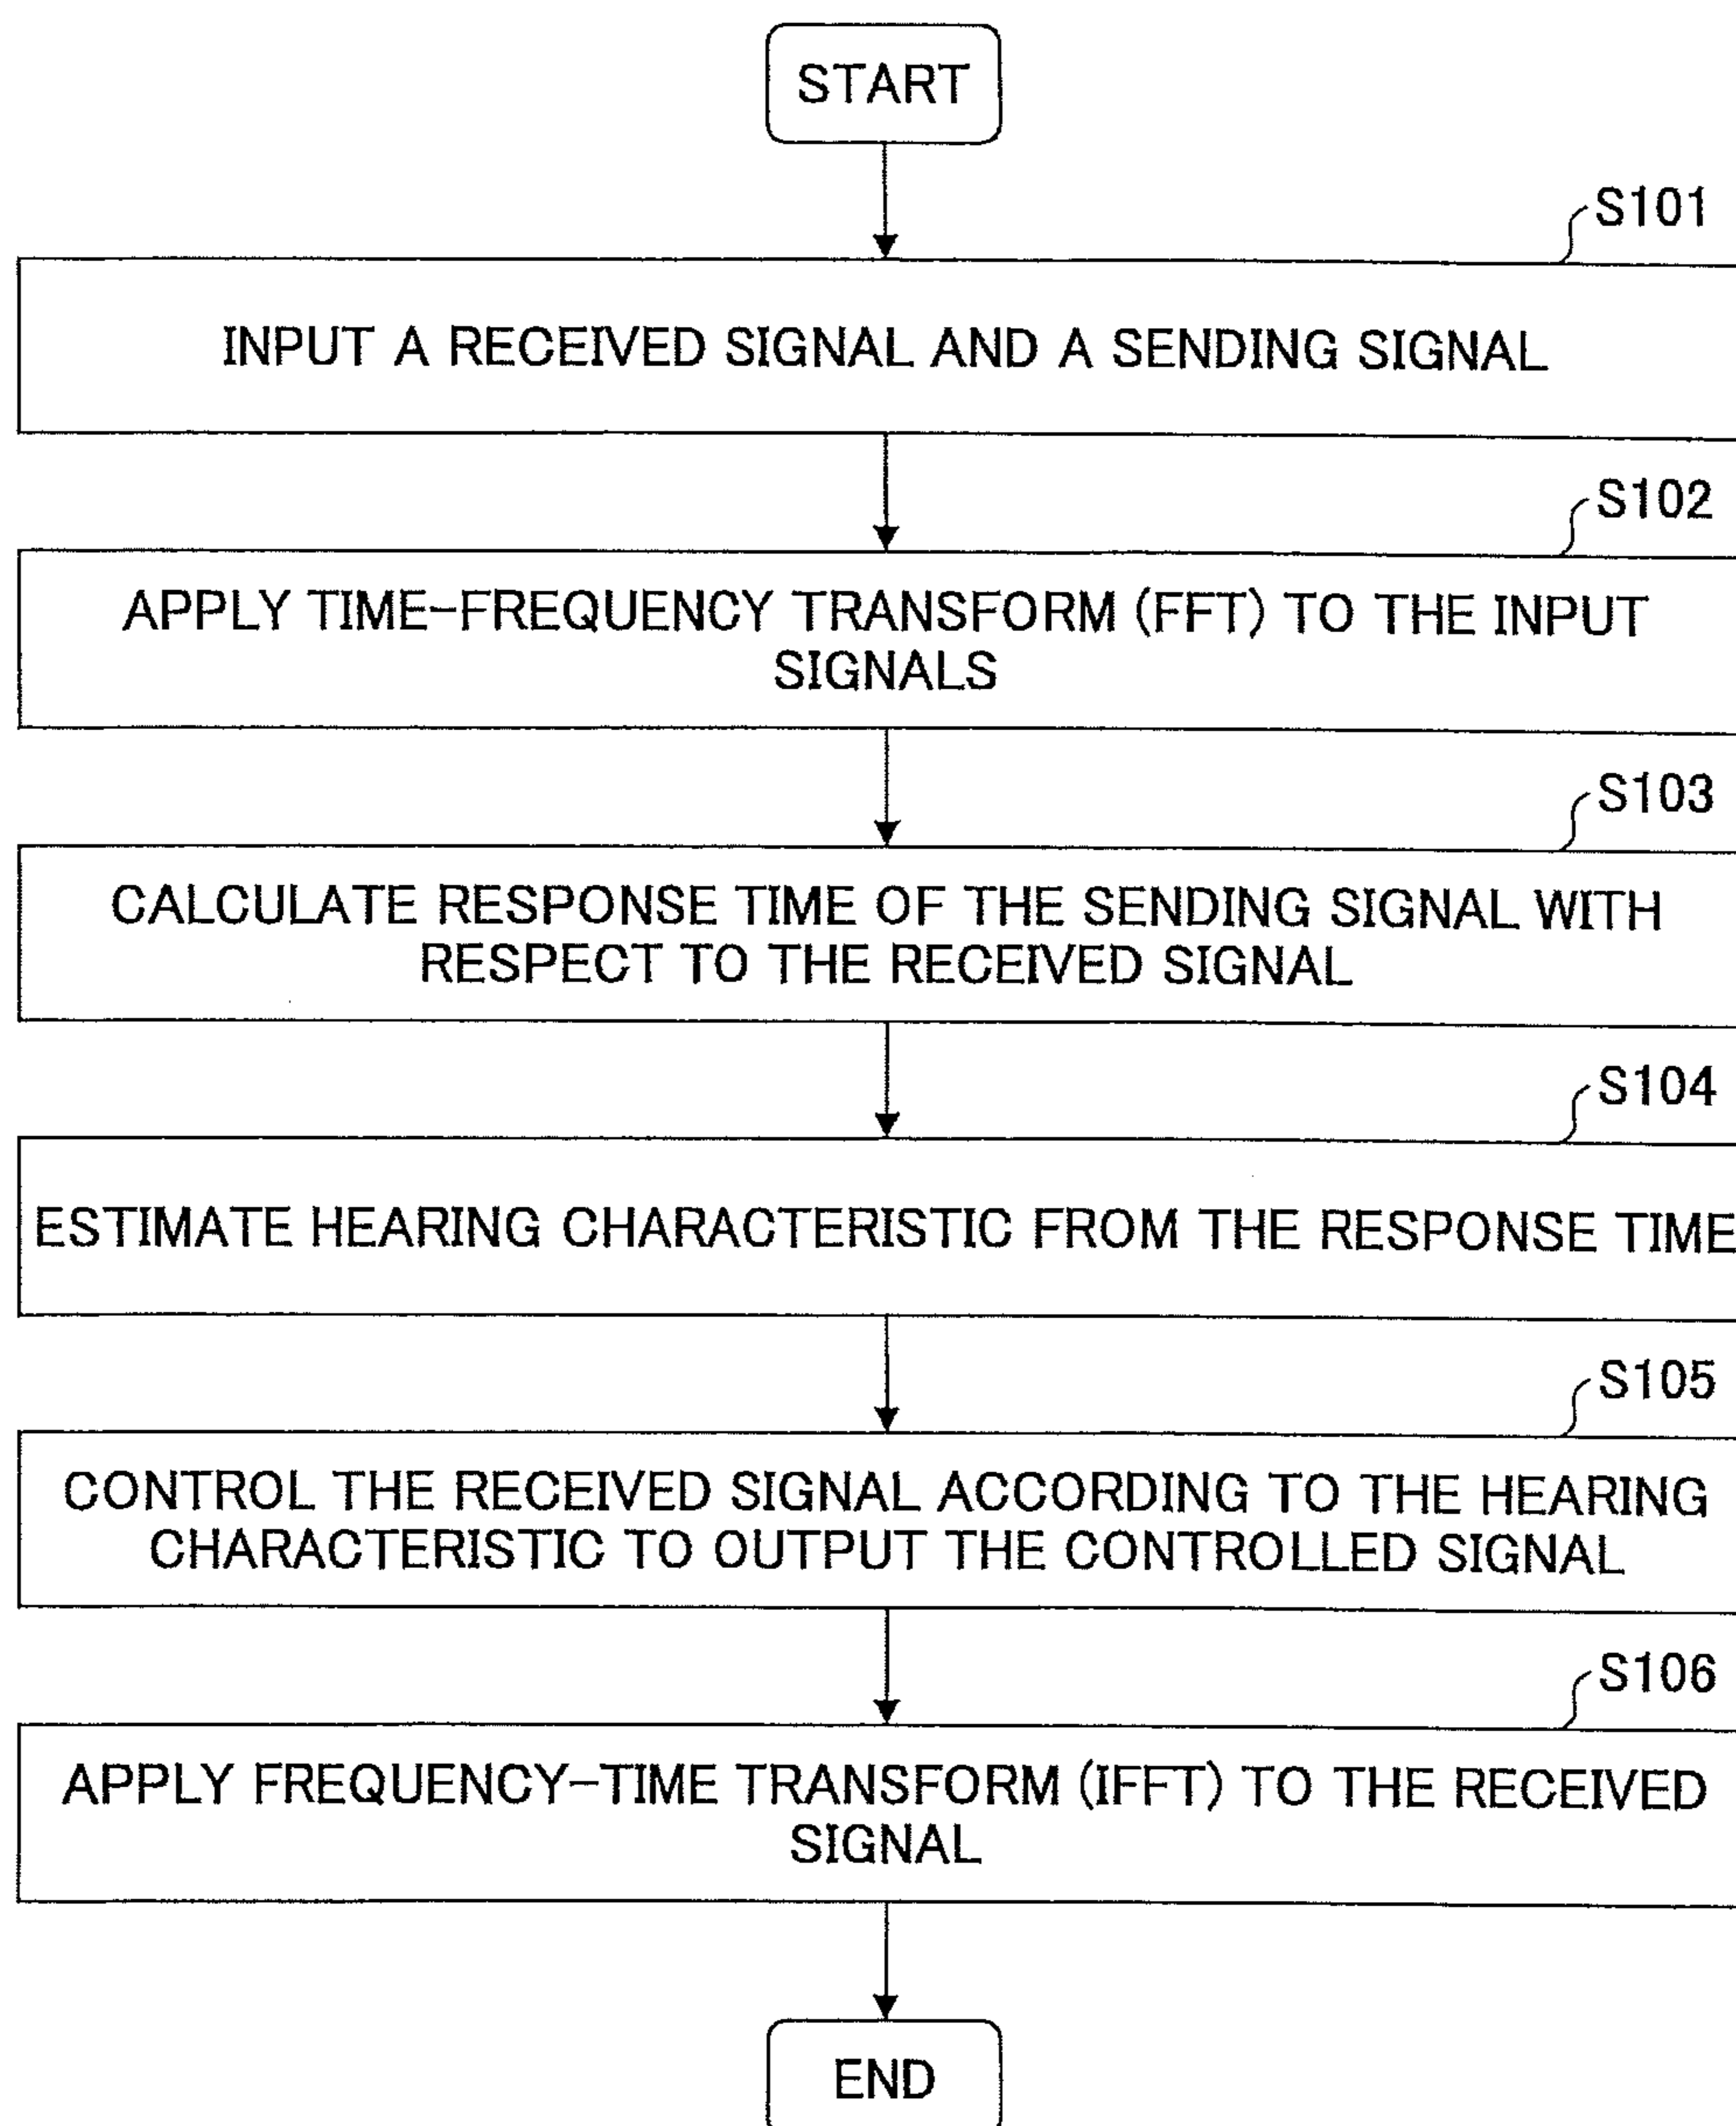 START
S101
INPUT A RECEIVED SIGNAL AND A SENDING SIGNAL
S102
APPLY TIME-FREQUENCY TRANSFORM (FFT) TO THE INPUT
SIGNALS
S103
CALCULATE RESPONSE TIME OF THE SENDING SIGNAL WITH
RESPECT TO THE RECEIVED SIGNAL
S104
ESTIMATE HEARING CHARACTERISTIC FROM THE RESPONSE TIME
S105
CONTROL THE RECEIVED SIGNAL ACCORDING TO THE HEARING
CHARACTERISTIC TO OUTPUT THE CONTROLLED SIGNAL
S106
APPLY FREQUENCY-TIME TRANSFORM (IFFT) TO THE RECEIVED
SIGNAL
END